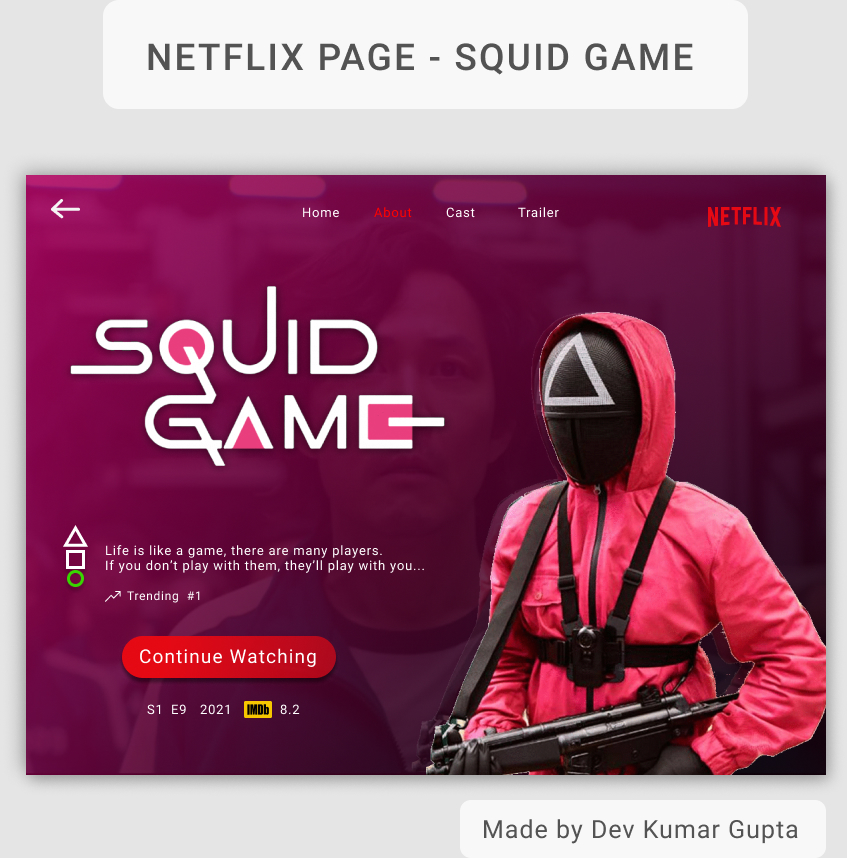 NETFLIX PAGE - SQUID GAME
Home About Cast Trailer
NETFLIX
SQUID
GAME
Life is like a game, there are many players.
If you don't play with them, they'll play with you...
Trending #1
Continue Watching
S1 E9 2021 IMDb 8.2
Made by Dev Kumar Gupta